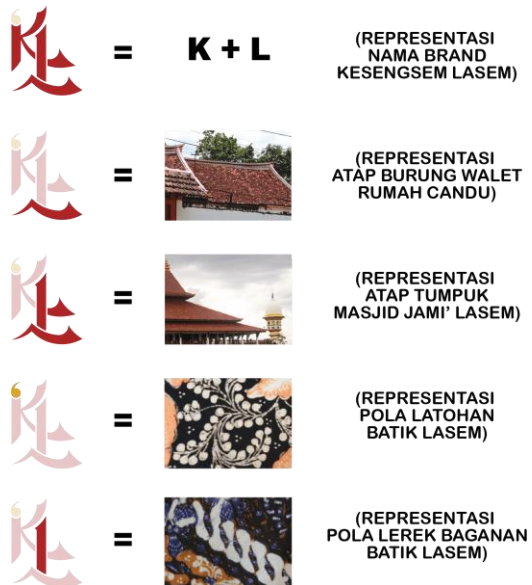 = K + L (REPRESENTASI
NAMA BRAND
KESENGSEM LASEM)
= (REPRESENTASI
ATAP BURUNG WALET
RUMAH CANDU)
= (REPRESENTASI
ATAP TUMPUK
MASJID JAMI’ LASEM)
= (REPRESENTASI
POLA LATOHAN
BATIK LASEM)
= (REPRESENTASI
POLA LEREK BAGANAN
BATIK LASEM)